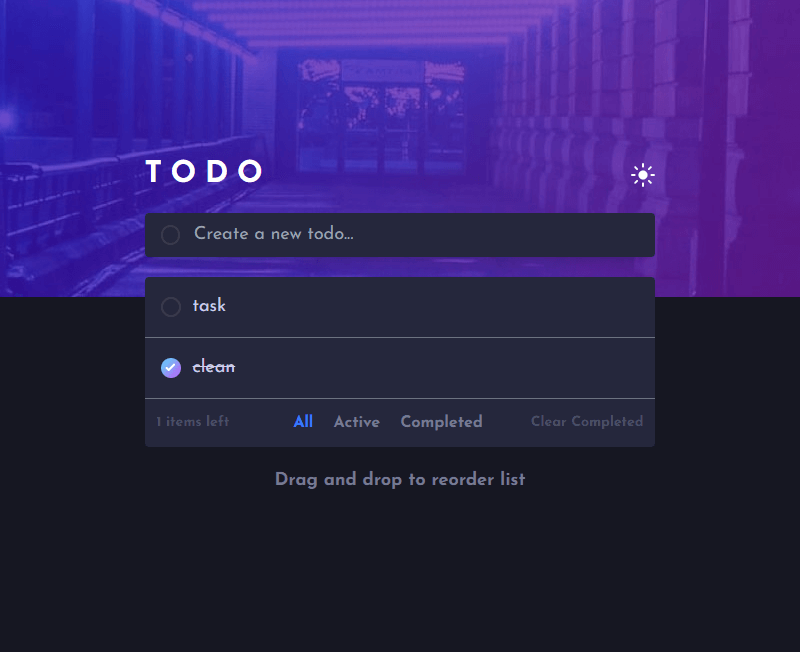 TODO
Create a new todo...
task
clean
1 items left All Active Completed Clear Completed
Drag and drop to reorder list